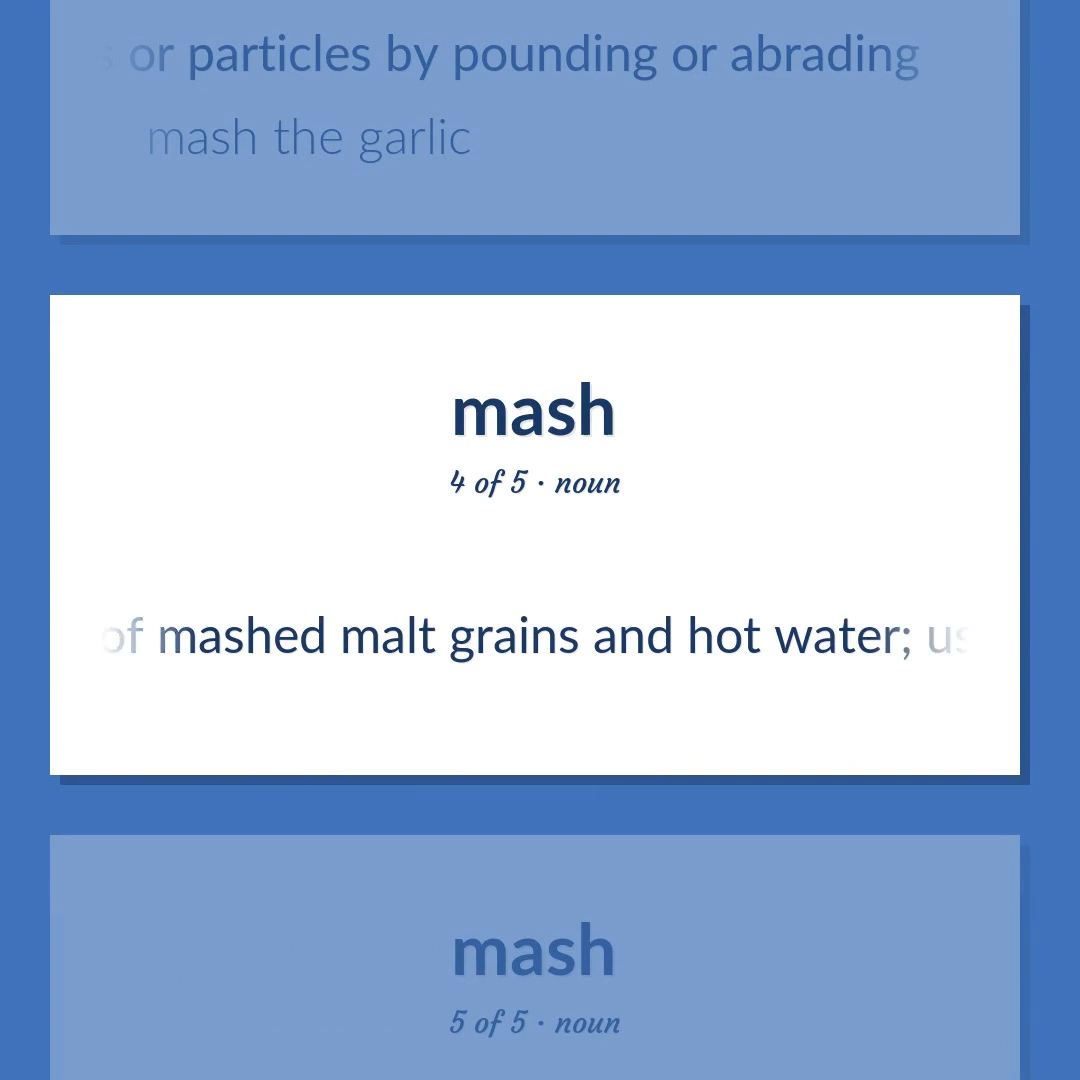 or particles by pounding or abrading
mash the garlic
mash
4 of 5 · noun
of mashed malt grains and hot water;
mash
5 of 5 · noun